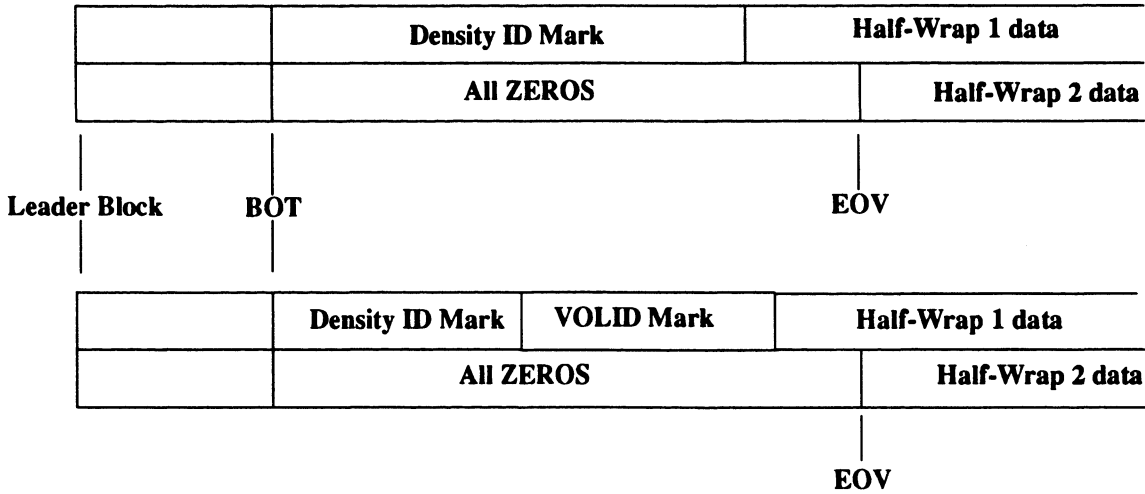 Density ID Mark Half-Wrap 1 data
All ZEROS Half-Wrap 2 data
Leader Block BOT EOV
Density ID Mark VOLID Mark Half-Wrap 1 data
All ZEROS Half-Wrap 2 data
EOV